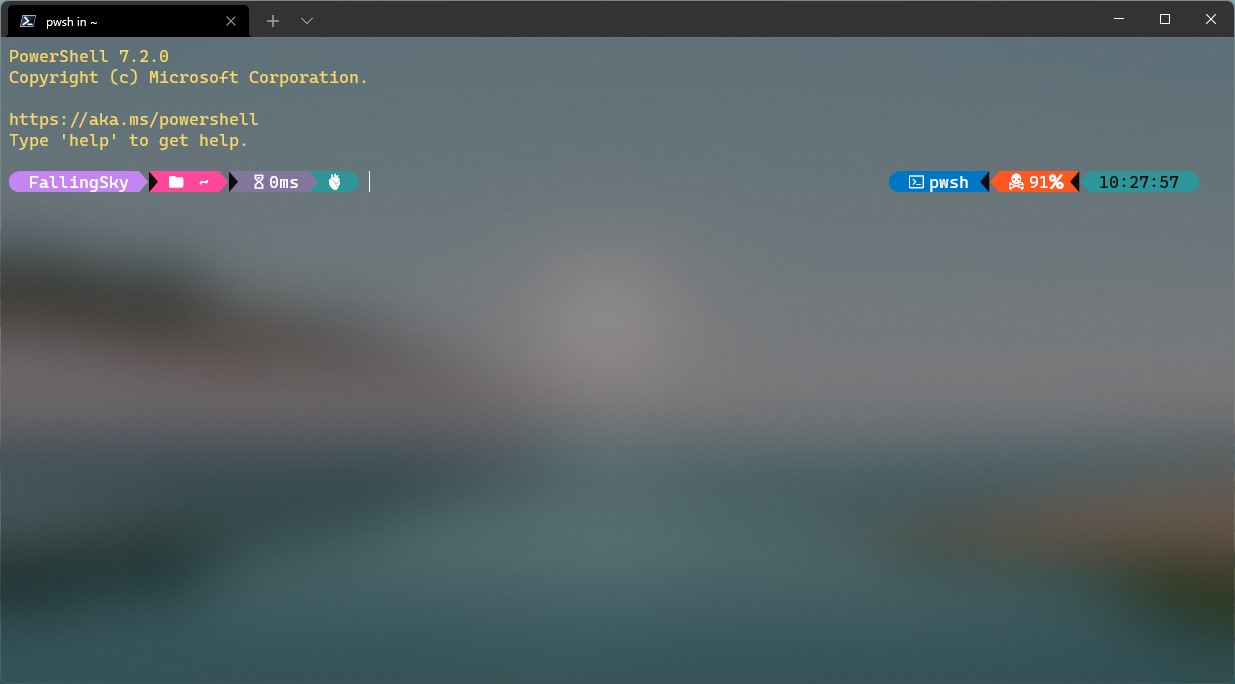 pwsh in ~
PowerShell 7.2.0
Copyright (c) Microsoft Corporation.
https://aka.ms/powershell
Type 'help' to get help.
FallingSky ~ 0ms pwsh 91% 10:27:57